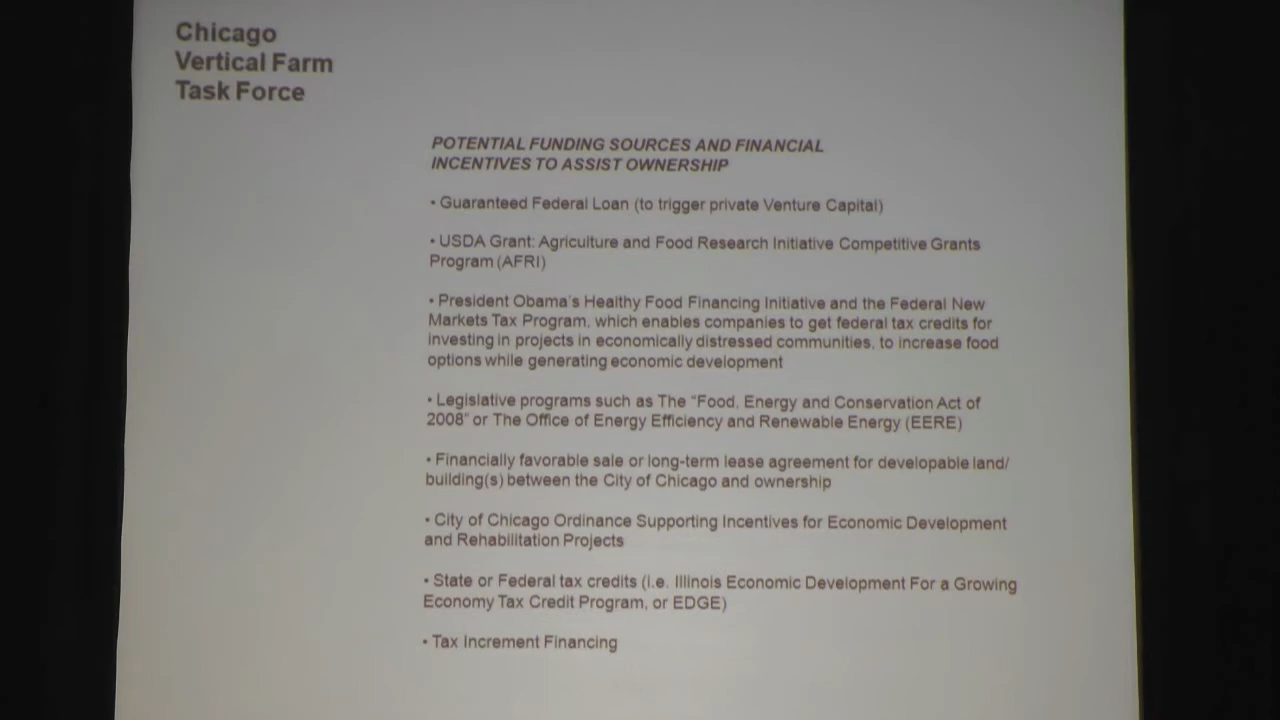 Chicago
Vertical Farm
Task Force
POTENTIAL FUNDING SOURCES AND FINANCIAL
INCENTIVES TO ASSIST OWNERSHIP
• Guaranteed Federal Loan (to trigger private Venture Capital)
• USDA Grant: Agriculture and Food Research Initiative Competitive Grants
Program (AFRI)
• President Obama's Healthy Food Financing Initiative and the Federal New
Markets Tax Program, which enables companies to get federal tax credits for
investing in projects in economically distressed communities, to increase food
options while generating economic development
• Legislative programs such as The "Food, Energy and Conservation Act of
2008" or The Office of Energy Efficiency and Renewable Energy (EERE)
• Financially favorable sale or long-term lease agreement for developable land/
building(s) between the City of Chicago and ownership
• City of Chicago Ordinance Supporting Incentives for Economic Development
and Rehabilitation Projects
• State or Federal tax credits (i.e. Illinois Economic Development For a Growing
Economy Tax Credit Program, or EDGE)
• Tax Increment Financing